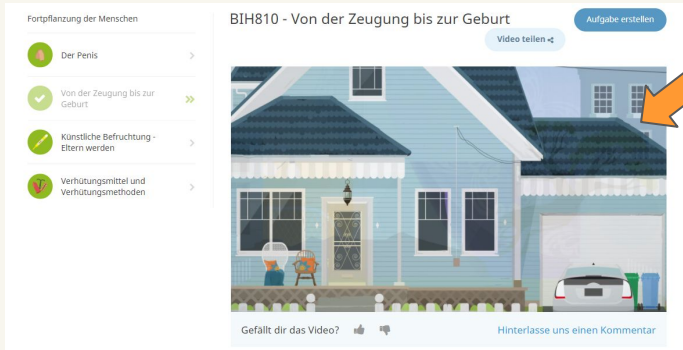 Fortpflanzung der Menschen
Der Penis
Von der Zeugung bis zur
Geburt
Künstliche Befruchtung -
Eltern werden
Verhütungsmittel und
Verhütungsmethoden
BIH810 - Von der Zeugung bis zur Geburt
Aufgabe erstellen
Video teilen
Gefällt dir das Video?
Hinterlasse uns einen Kommentar